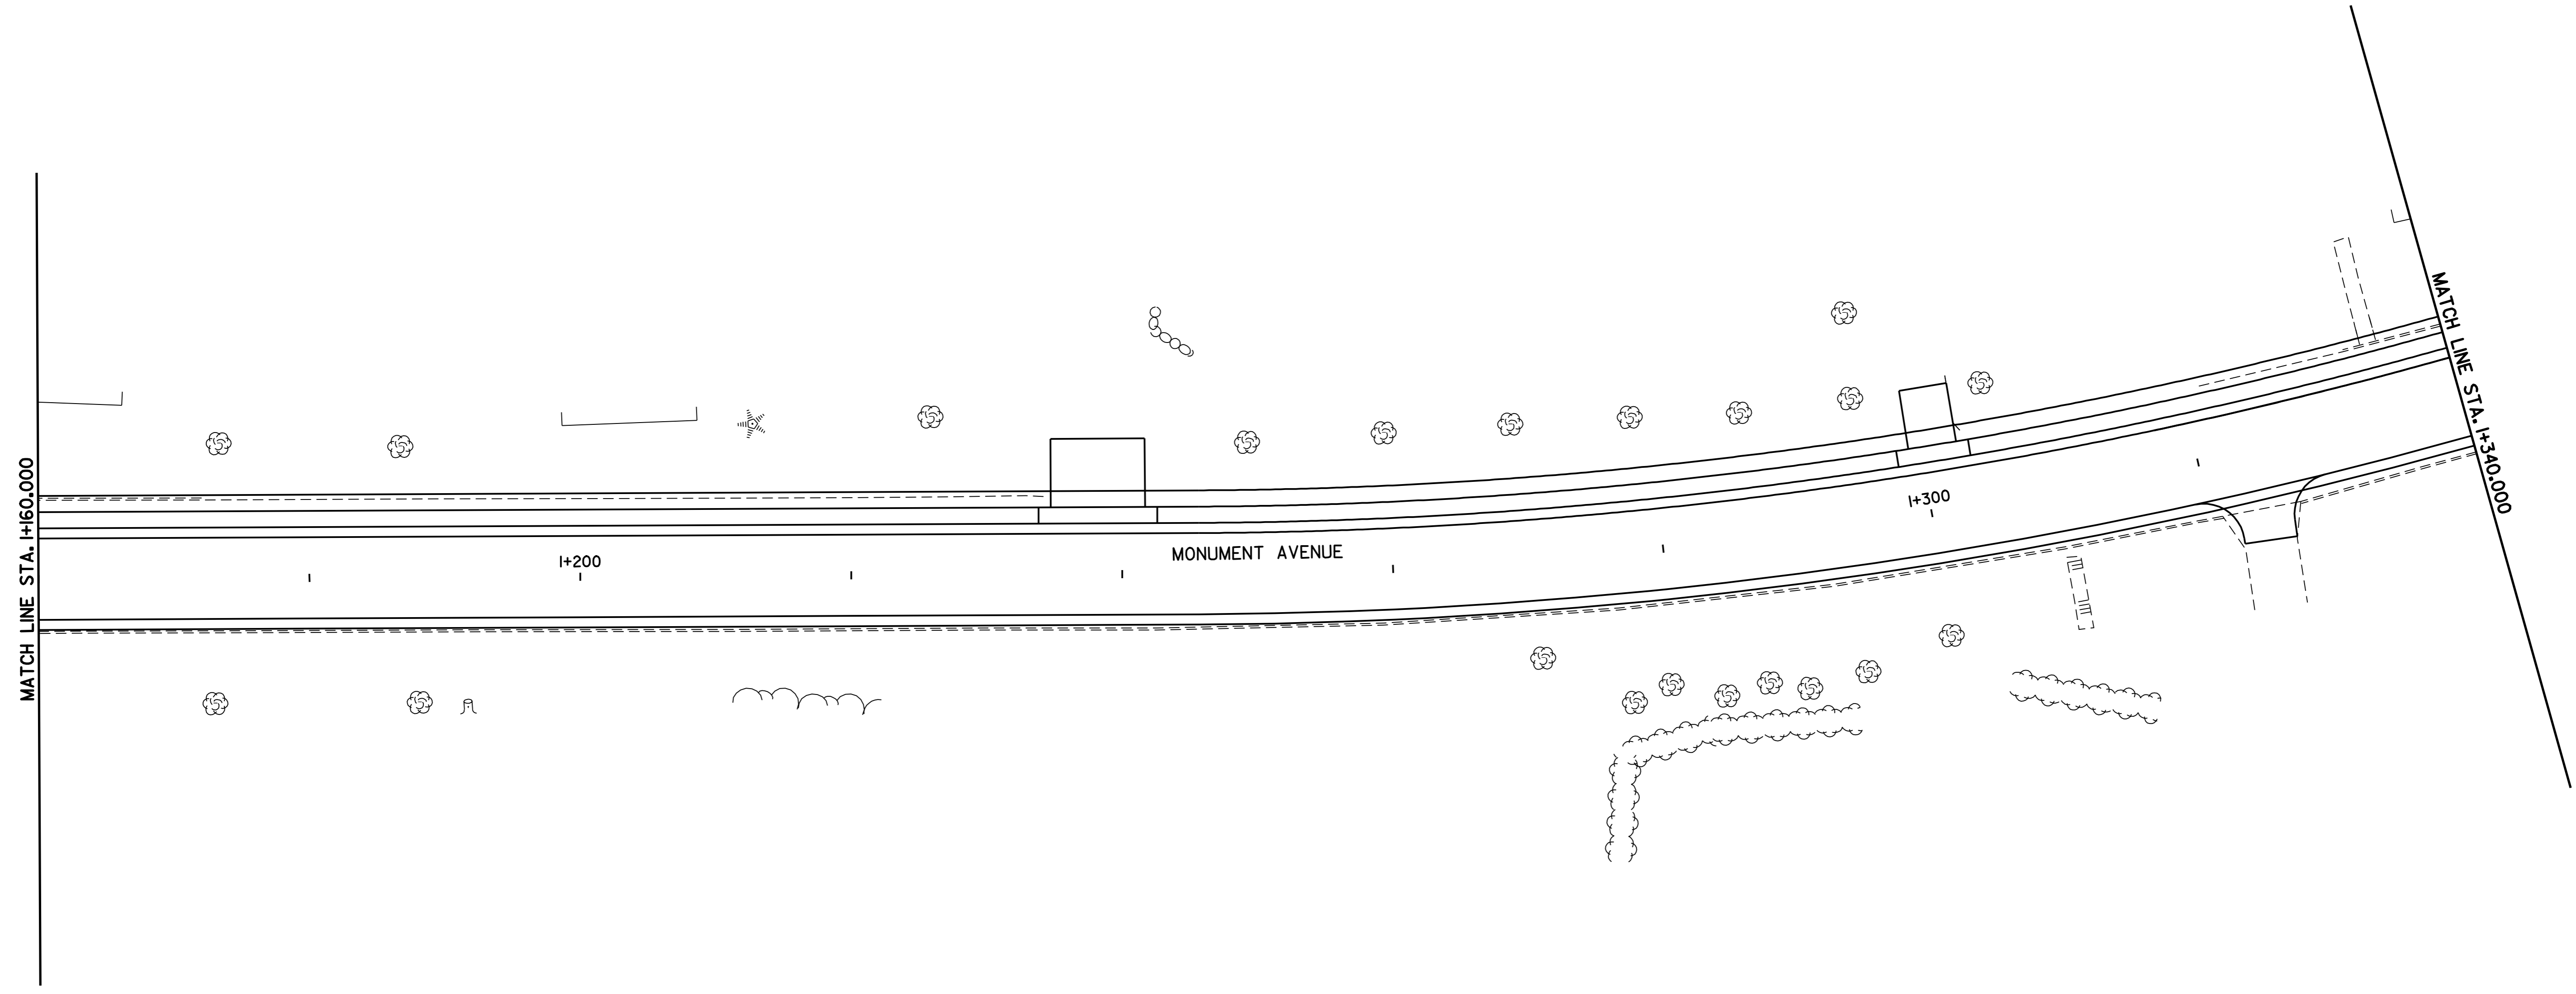 MATCH LINE STA. 1+160.000
1+200
MONUMENT AVENUE
1+300
MATCH LINE STA. 1+340.000